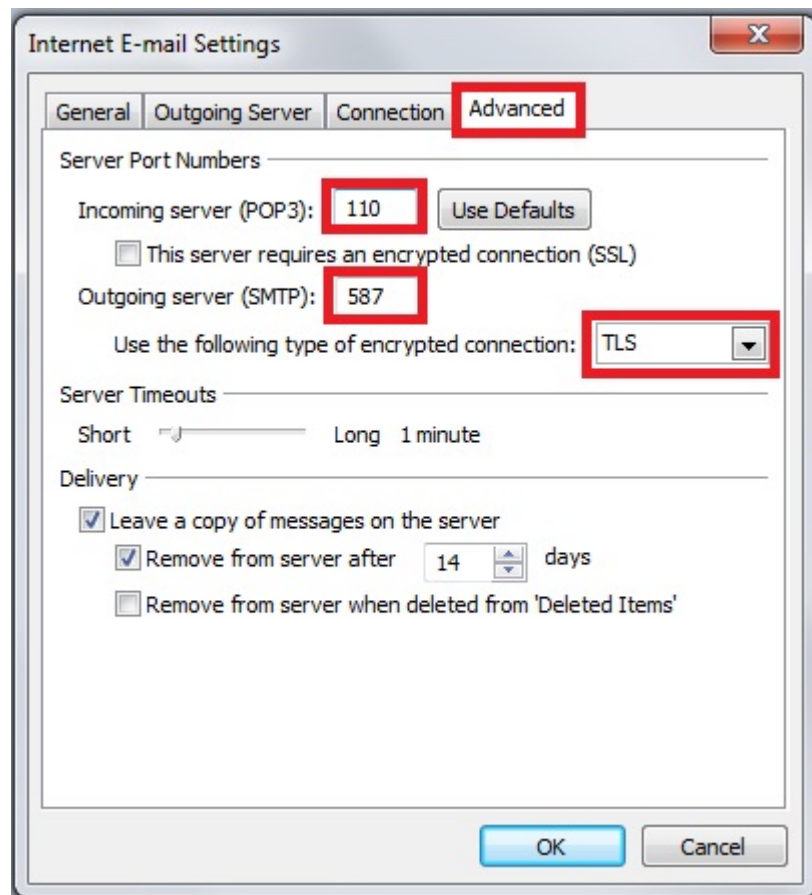 Internet E-mail Settings
General Outgoing Server Connection Advanced
Server Port Numbers
Incoming server (POP3): 110 Use Defaults
This server requires an encrypted connection (SSL)
Outgoing server (SMTP): 587
Use the following type of encrypted connection: TLS
Server Timeouts
Short Long 1 minute
Delivery
Leave a copy of messages on the server
Remove from server after 14 days
Remove from server when deleted from 'Deleted Items'
OK Cancel